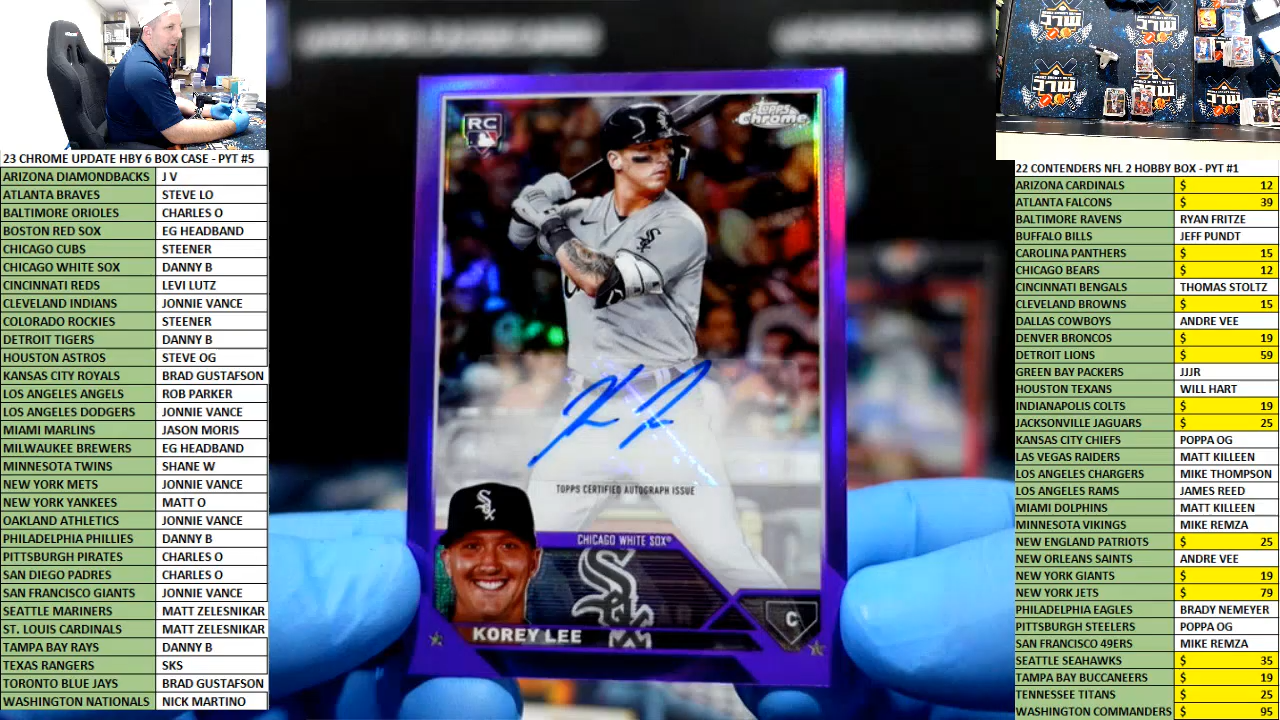 23 CHROME UPDATE HBY 6 BOX CASE - PYT #5
ARIZONA DIAMONDBACKS J V
ATLANTA BRAVES STEVE LO
BALTIMORE ORIOLES CHARLES O
BOSTON RED SOX EG HEADBAND
CHICAGO CUBS STEENER
CHICAGO WHITE SOX DANNY B
CINCINNATI REDS LEVI LUTZ
CLEVELAND INDIANS JONNIE VANCE
COLORADO ROCKIES STEENER
DETROIT TIGERS DANNY B
HOUSTON ASTROS STEVE OG
KANSAS CITY ROYALS BRAD GUSTAFSON
LOS ANGELES ANGELS ROB PARKER
LOS ANGELES DODGERS JONNIE VANCE
MIAMI MARLINS JASON MORIS
MILWAUKEE BREWERS EG HEADBAND
MINNESOTA TWINS SHANE W
NEW YORK METS JONNIE VANCE
NEW YORK YANKEES MATT O
OAKLAND ATHLETICS JONNIE VANCE
PHILADELPHIA PHILLIES DANNY B
PITTSBURGH PIRATES CHARLES O
SAN DIEGO PADRES CHARLES O
SAN FRANCISCO GIANTS JONNIE VANCE
SEATTLE MARINERS MATT ZELESNIKAR
ST. LOUIS CARDINALS MATT ZELESNIKAR
TAMPA BAY RAYS DANNY B
TEXAS RANGERS SKS
TORONTO BLUE JAYS BRAD GUSTAFSON
WASHINGTON NATIONALS NICK MARTINO
RC
Topps
Chrome
TOPPS CERTIFIED AUTOGRAPH ISSUE
CHICAGO WHITE SOX
C
KOREY LEE
22 CONTENDERS NFL 2 HOBBY BOX - PYT #1
ARIZONA CARDINALS $ 12
ATLANTA FALCONS $ 39
BALTIMORE RAVENS RYAN FRITZE
BUFFALO BILLS JEFF PUNDT
CAROLINA PANTHERS $ 15
CHICAGO BEARS $ 12
CINCINNATI BENGALS THOMAS STOLTZ
CLEVELAND BROWNS $ 15
DALLAS COWBOYS ANDRE VEE
DENVER BRONCOS $ 19
DETROIT LIONS $ 59
GREEN BAY PACKERS JJJR
HOUSTON TEXANS WILL HART
INDIANAPOLIS COLTS $ 19
JACKSONVILLE JAGUARS $ 25
KANSAS CITY CHIEFS POPPA OG
LAS VEGAS RAIDERS MATT KILLEEN
LOS ANGELES CHARGERS MIKE THOMPSON
LOS ANGELES RAMS JAMES REED
MIAMI DOLPHINS MATT KILLEEN
MINNESOTA VIKINGS MIKE REMZA
NEW ENGLAND PATRIOTS $ 25
NEW ORLEANS SAINTS ANDRE VEE
NEW YORK GIANTS $ 19
NEW YORK JETS $ 79
PHILADELPHIA EAGLES BRADY NEMEYER
PITTSBURGH STEELERS POPPA OG
SAN FRANCISCO 49ERS MIKE REMZA
SEATTLE SEAHAWKS $ 35
TAMPA BAY BUCCANEERS $ 19
TENNESSEE TITANS $ 25
WASHINGTON COMMANDERS $ 95